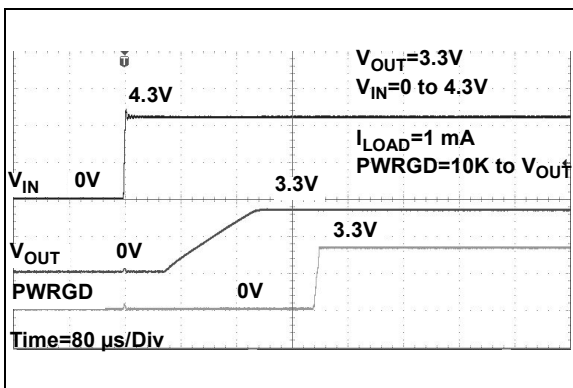 T
V_OUT=3.3V
V_IN=0 to 4.3V
4.3V
I_LOAD=1 mA
PWRGD=10K to V_OUT
V_IN 0V
3.3V
3.3V
V_OUT 0V
PWRGD 0V
Time=80 µs/Div